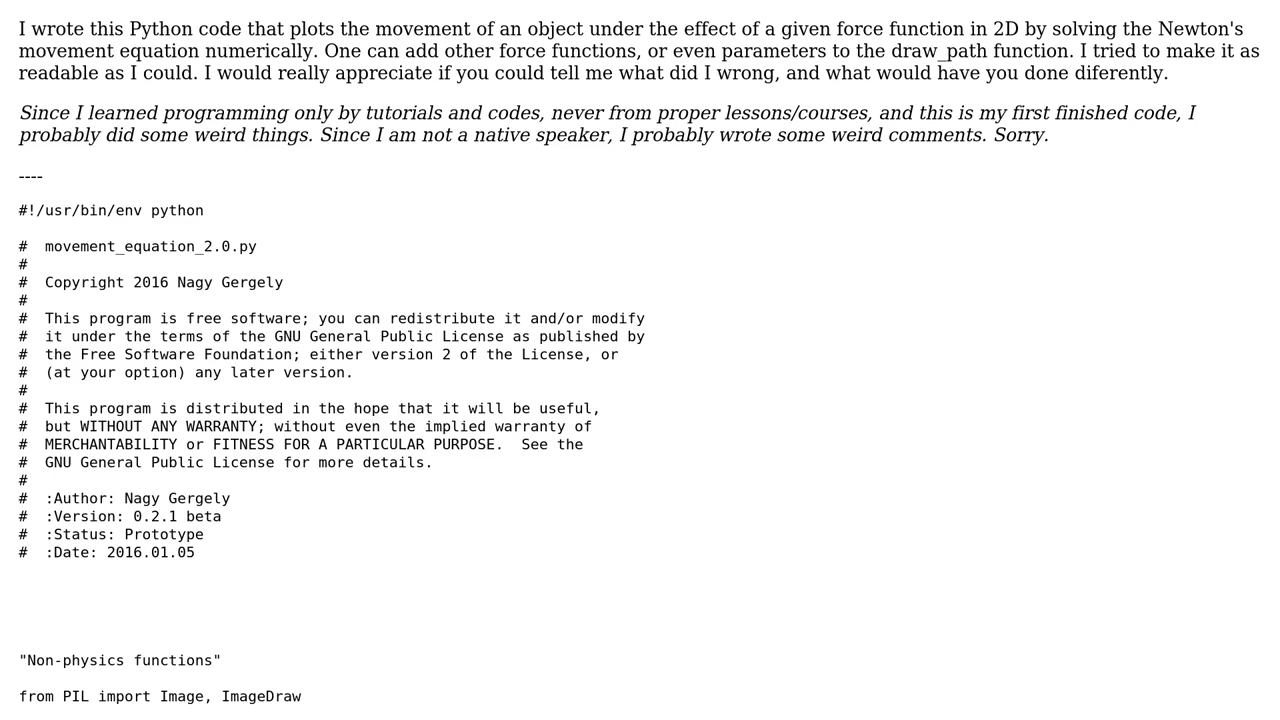 I wrote this Python code that plots the movement of an object under the effect of a given force function in 2D by solving the Newton's
movement equation numerically. One can add other force functions, or even parameters to the draw_path function. I tried to make it as
readable as I could. I would really appreciate if you could tell me what did I wrong, and what would have you done diferently.
Since I learned programming only by tutorials and codes, never from proper lessons/courses, and this is my first finished code, I
probably did some weird things. Since I am not a native speaker, I probably wrote some weird comments. Sorry.
----
#!/usr/bin/env python
#  movement_equation_2.0.py
#
#  Copyright 2016 Nagy Gergely
#
#  This program is free software; you can redistribute it and/or modify
#  it under the terms of the GNU General Public License as published by
#  the Free Software Foundation; either version 2 of the License, or
#  (at your option) any later version.
#
#  This program is distributed in the hope that it will be useful,
#  but WITHOUT ANY WARRANTY; without even the implied warranty of
#  MERCHANTABILITY or FITNESS FOR A PARTICULAR PURPOSE.  See the
#  GNU General Public License for more details.
#
#  :Author: Nagy Gergely
#  :Version: 0.2.1 beta
#  :Status: Prototype
#  :Date: 2016.01.05
"Non-physics functions"
from PIL import Image, ImageDraw